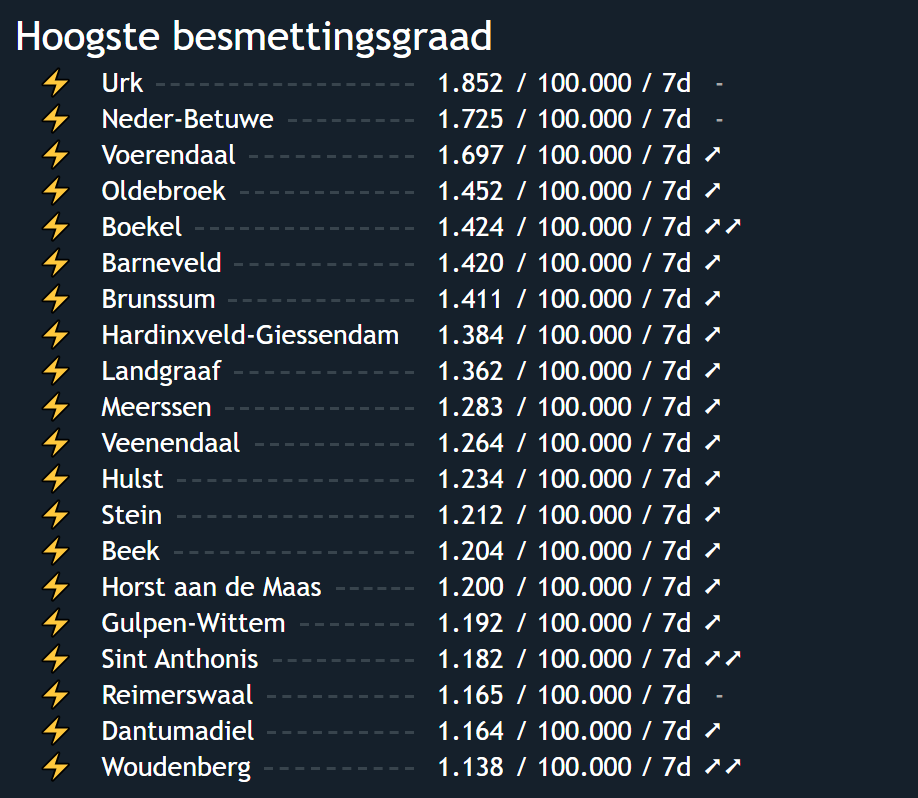 Hoogste besmettingsgraad
⚡ Urk ---------------------- 1.852 / 100.000 / 7d -
⚡ Neder-Betuwe ----------- 1.725 / 100.000 / 7d -
⚡ Voerendaal -------------- 1.697 / 100.000 / 7d ➚
⚡ Oldebroek --------------- 1.452 / 100.000 / 7d ➚
⚡ Boekel ------------------- 1.424 / 100.000 / 7d ➚➚
⚡ Barneveld --------------- 1.420 / 100.000 / 7d ➚
⚡ Brunssum ---------------- 1.411 / 100.000 / 7d ➚
⚡ Hardinxveld-Giessendam 1.384 / 100.000 / 7d ➚
⚡ Landgraaf --------------- 1.362 / 100.000 / 7d ➚
⚡ Meerssen ---------------- 1.283 / 100.000 / 7d ➚
⚡ Veenendaal -------------- 1.264 / 100.000 / 7d ➚
⚡ Hulst -------------------- 1.234 / 100.000 / 7d ➚
⚡ Stein -------------------- 1.212 / 100.000 / 7d ➚
⚡ Beek --------------------- 1.204 / 100.000 / 7d ➚
⚡ Horst aan de Maas ------ 1.200 / 100.000 / 7d ➚
⚡ Gulpen-Wittem ---------- 1.192 / 100.000 / 7d ➚
⚡ Sint Anthonis ------------ 1.182 / 100.000 / 7d ➚➚
⚡ Reimerswaal ------------- 1.165 / 100.000 / 7d -
⚡ Dantumadiel ------------- 1.164 / 100.000 / 7d ➚
⚡ Woudenberg ------------- 1.138 / 100.000 / 7d ➚➚